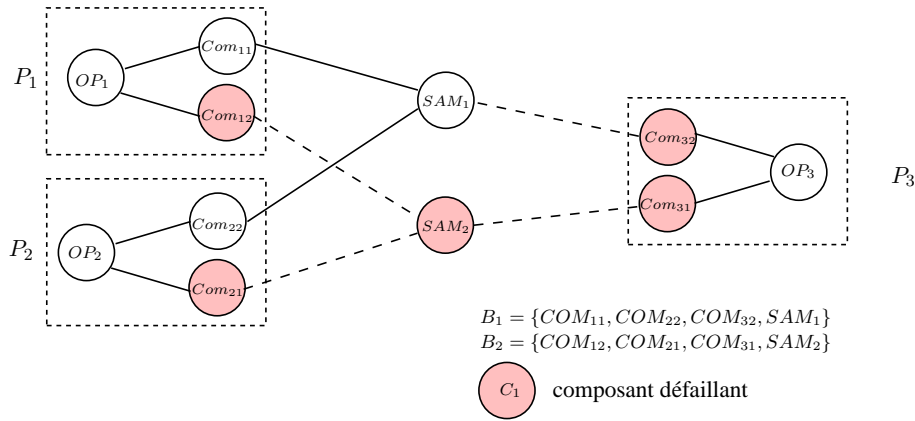 P₁
OP₁
Com₁₁
Com₁₂
SAM₁
Com₃₂
Com₃₁
OP₃
P₃
P₂
OP₂
Com₂₂
Com₂₁
SAM₂
B₁ = {COM₁₁, COM₂₂, COM₃₂, SAM₁}
B₂ = {COM₁₂, COM₂₁, COM₃₁, SAM₂}
C₁ composant défaillant